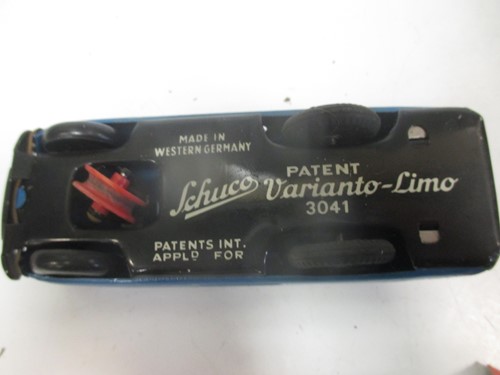 MADE IN
WESTERN GERMANY
Schuco
PATENT
Varianto-Limo
3041
PATENTS INT.
APPLD FOR